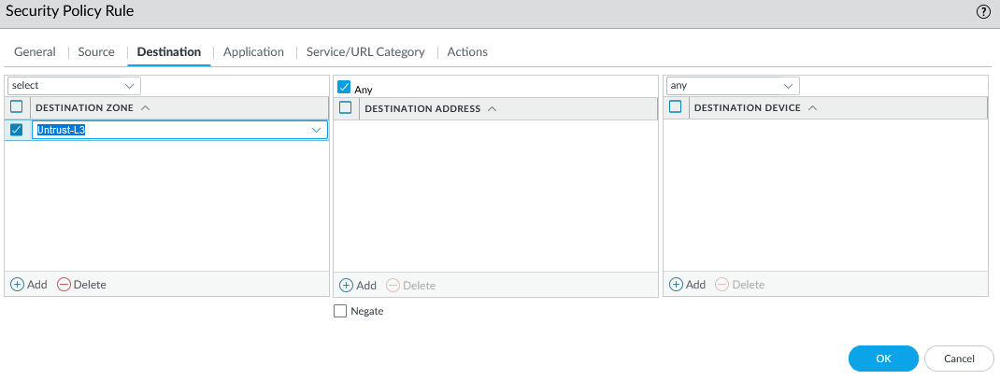 Security Policy Rule
General Source Destination Application Service/URL Category Actions
select Any any
DESTINATION ZONE DESTINATION ADDRESS DESTINATION DEVICE
Untrust-L3
Add Delete Add Delete Add Delete
Negate
OK Cancel